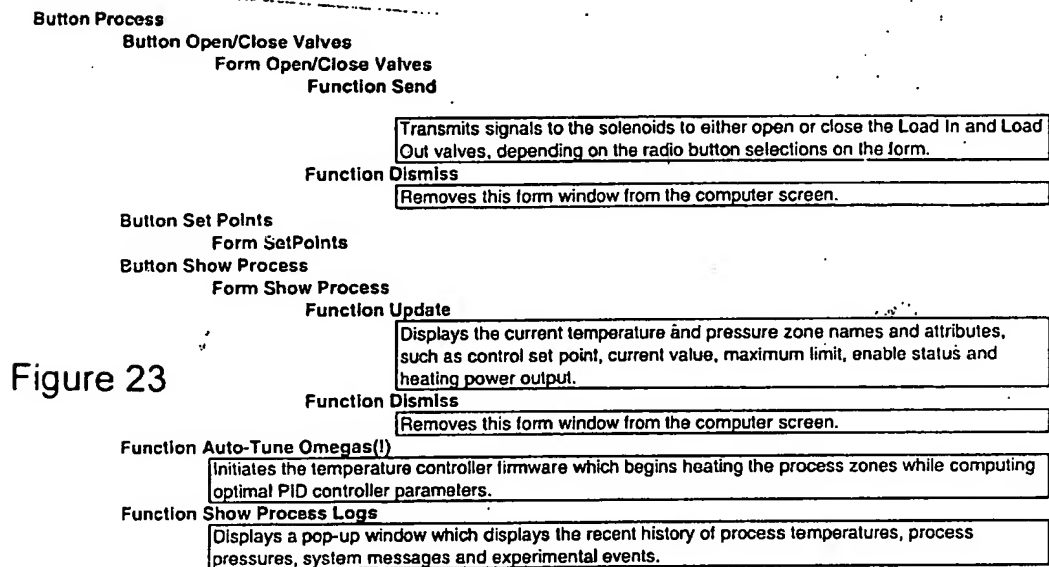 Button Process
Button Open/Close Valves
Form Open/Close Valves
Function Send
Transmits signals to the solenoids to either open or close the Load In and Load
Out valves, depending on the radio button selections on the form.
Function Dismiss
Removes this form window from the computer screen.
Button Set Points
Form SetPoints
Button Show Process
Form Show Process
Function Update
Displays the current temperature and pressure zone names and attributes,
such as control set point, current value, maximum limit, enable status and
heating power output.
Figure 23
Function Dismiss
Removes this form window from the computer screen.
Function Auto-Tune Omegas(!)
Initiates the temperature controller firmware which begins heating the process zones while computing
optimal PID controller parameters.
Function Show Process Logs
Displays a pop-up window which displays the recent history of process temperatures, process
pressures, system messages and experimental events.